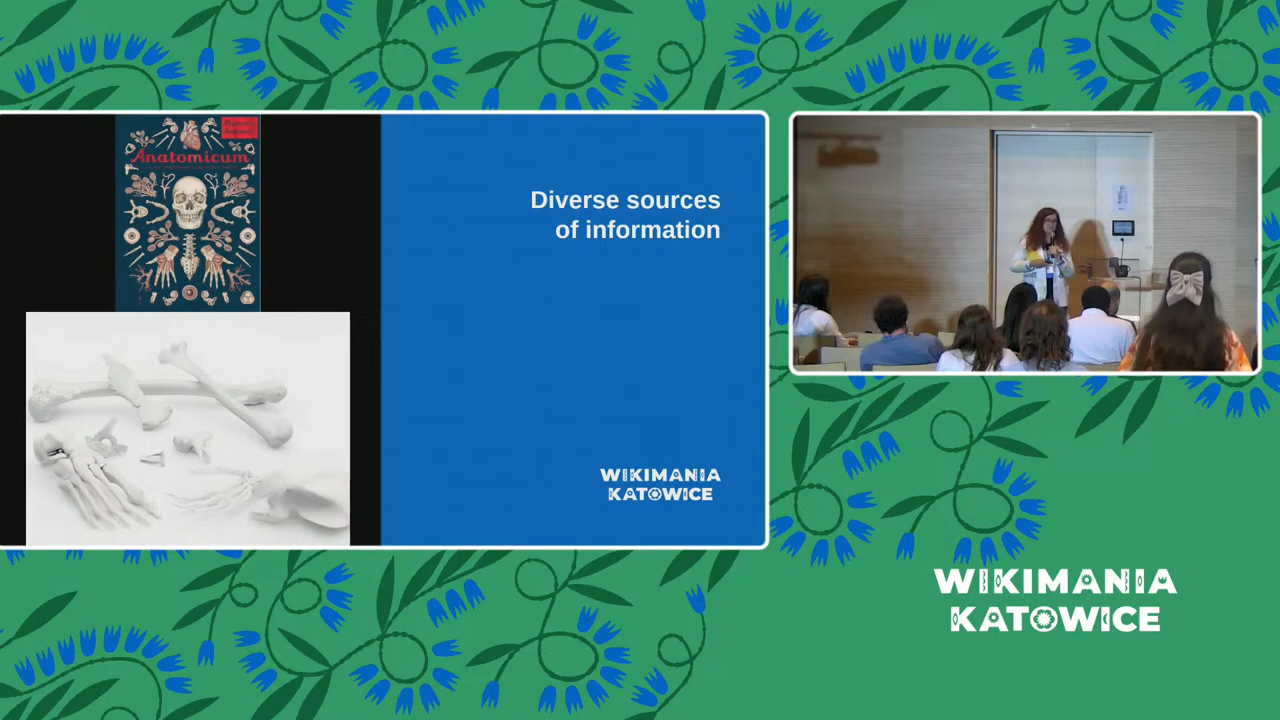 Anatomicum
Diverse sources
of information
WIKIMANIA
KATOWICE
WIKIMANIA
KATOWICE